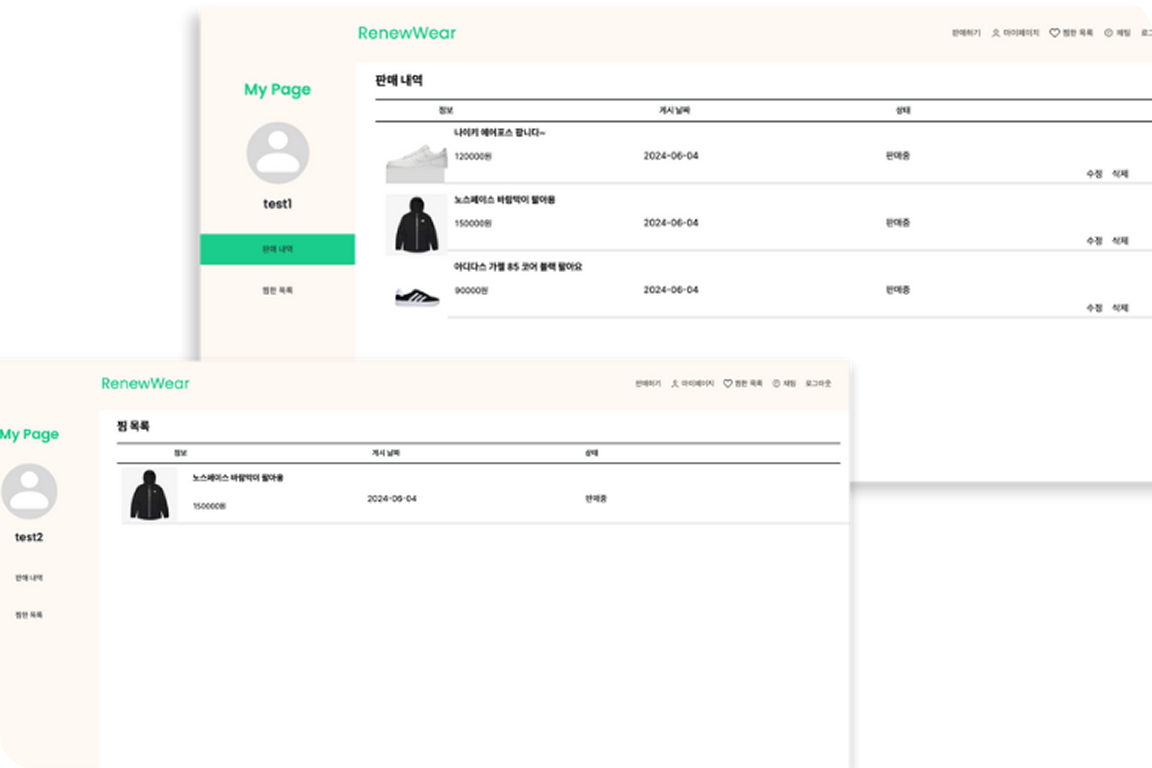 RenewWear
판매하기 마이페이지 찜한 목록 채팅
My Page
test1
판매 내역
찜한 목록
판매 내역
정보 게시 날짜 상태
나이키 에어포스 팝니다~
120000원 2024-06-04 판매중
수정 삭제
노스페이스 바람막이 팔아용
150000원 2024-06-04 판매중
수정 삭제
아디다스 가젤 85 코어 블랙 팔아요
90000원 2024-06-04 판매중
수정 삭제
RenewWear
판매하기 마이페이지 찜한 목록 채팅 로그아웃
My Page
test2
판매 내역
찜한 목록
찜 목록
정보 게시 날짜 상태
노스페이스 바람막이 팔아용
150000원 2024-06-04 판매중